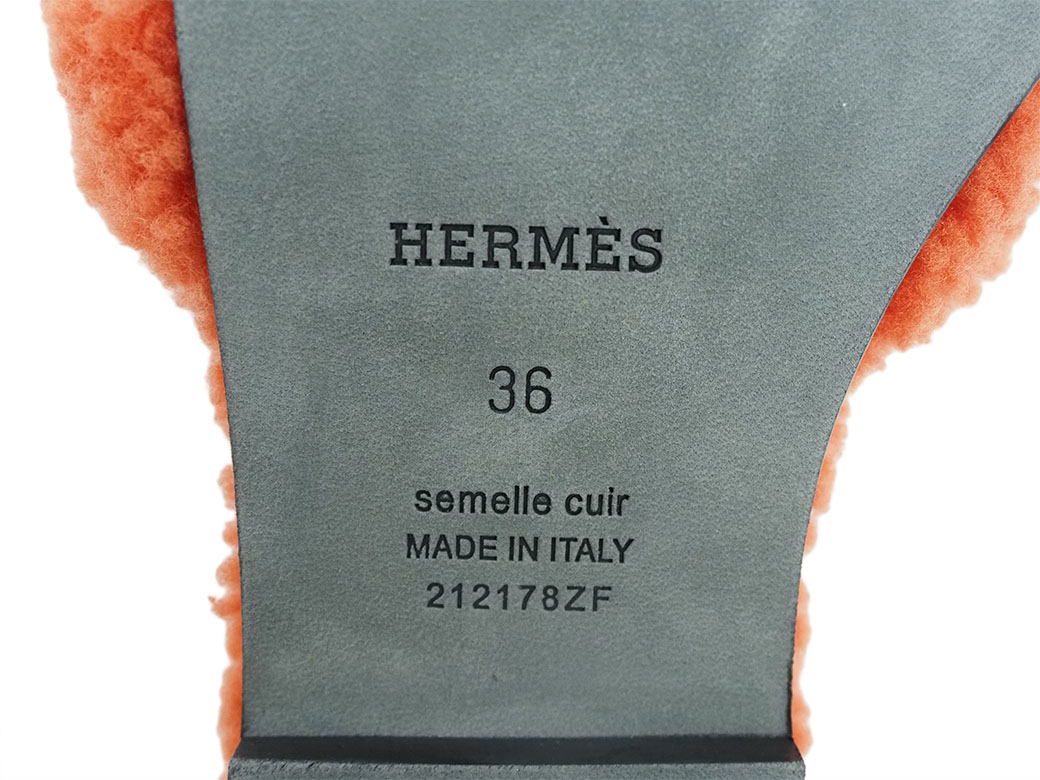 HERMÈS
36
semelle cuir
MADE IN ITALY
212178ZF